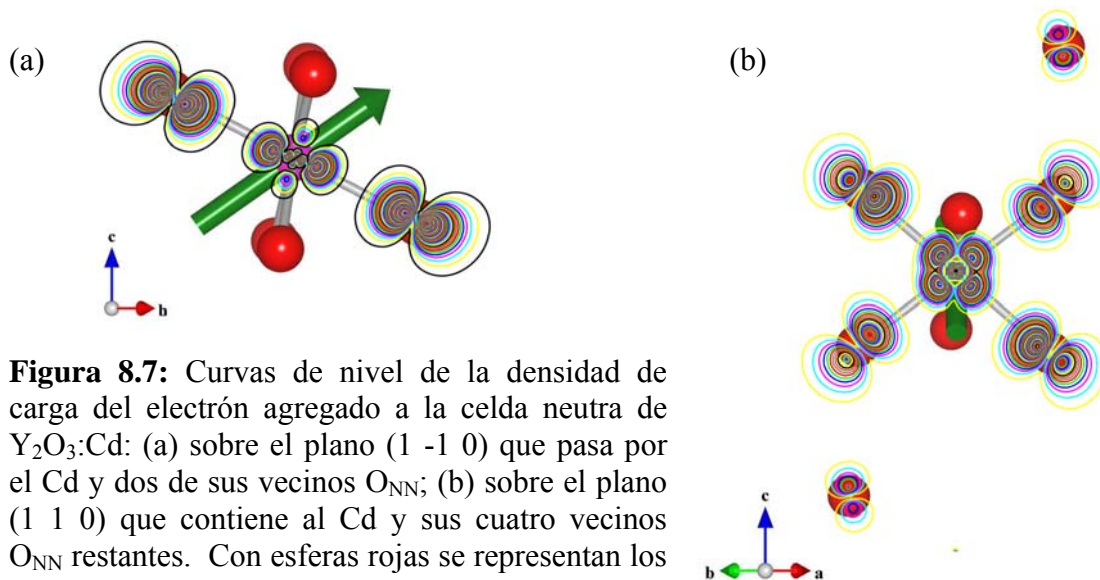 (a)
(b)
c
b
Figura 8.7: Curvas de nivel de la densidad de
carga del electrón agregado a la celda neutra de
Y₂O₃:Cd: (a) sobre el plano (1 -1 0) que pasa por
el Cd y dos de sus vecinos O_NN; (b) sobre el plano
(1 1 0) que contiene al Cd y sus cuatro vecinos
O_NN restantes. Con esferas rojas se representan los
c
b
a